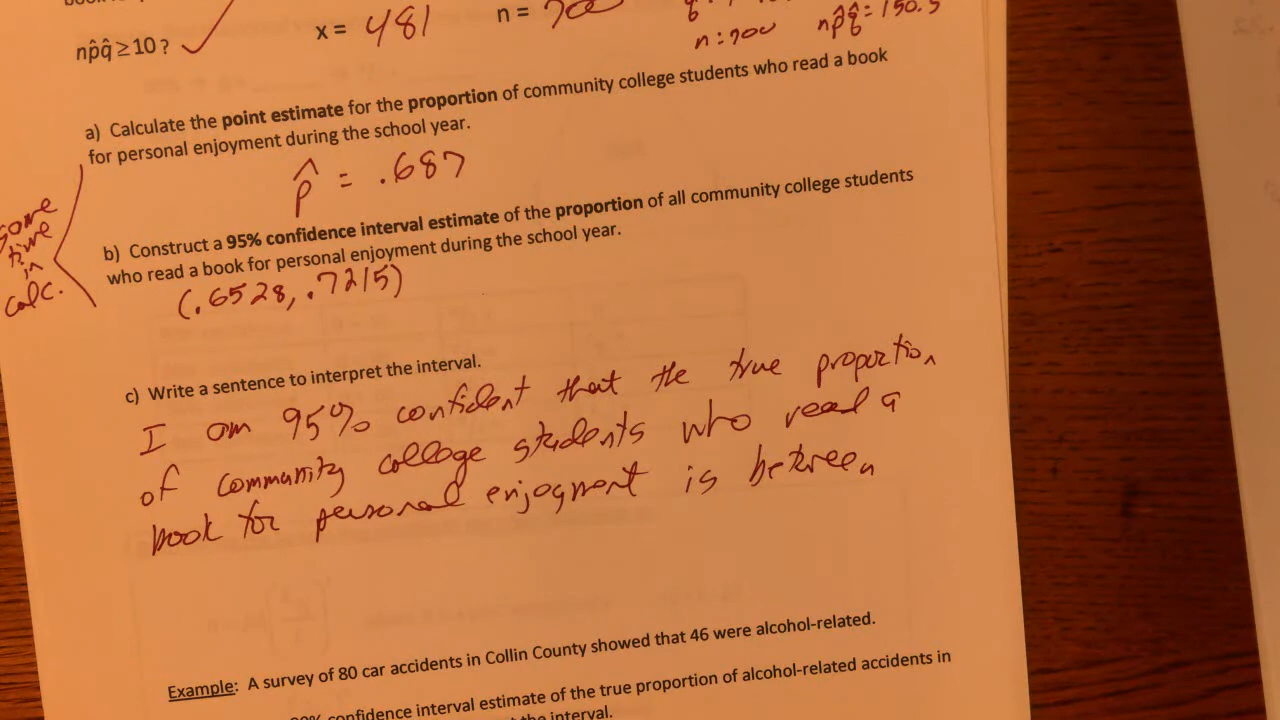 np̂q̂ ≥ 10 ? ✓ x = 481 n = 700
n = 700 np̂q̂ = 150.5
a) Calculate the point estimate for the proportion of community college students who read a book
for personal enjoyment during the school year.
p̂ = .687
some
time
in
calc.
b) Construct a 95% confidence interval estimate of the proportion of all community college students
who read a book for personal enjoyment during the school year.
(.6528, .7215)
c) Write a sentence to interpret the interval.
I am 95% confident that the true proportion
of community college students who read a
book for personal enjoyment is between
Example: A survey of 80 car accidents in Collin County showed that 46 were alcohol-related.
confidence interval estimate of the true proportion of alcohol-related accidents in
the interval.